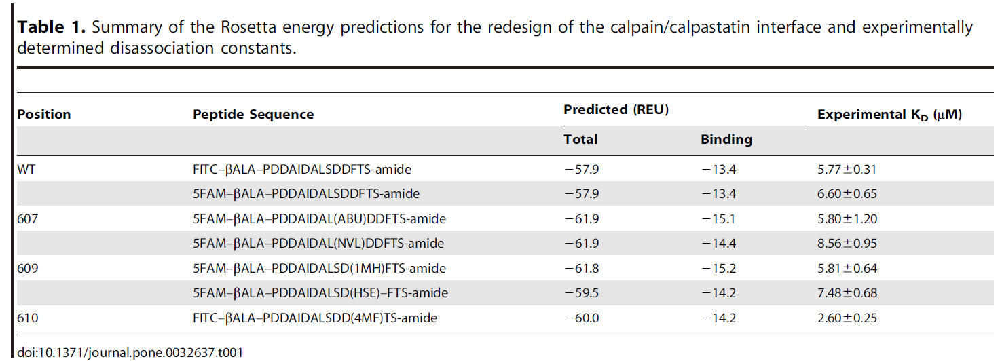 Table 1. Summary of the Rosetta energy predictions for the redesign of the calpain/calpastatin interface and experimentally
determined disassociation constants.
Position Peptide Sequence Predicted (REU) Experimental KD (μM)
Total Binding
WT FITC–βALA–PDDAIDALSDDFTS-amide −57.9 −13.4 5.77±0.31
5FAM–βALA–PDDAIDALSDDFTS-amide −57.9 −13.4 6.60±0.65
607 5FAM–βALA–PDDAIDAL(ABU)DDFTS-amide −61.9 −15.1 5.80±1.20
5FAM–βALA–PDDAIDAL(NVL)DDFTS-amide −61.9 −14.4 8.56±0.95
609 5FAM–βALA–PDDAIDALSD(1MH)FTS-amide −61.8 −15.2 5.81±0.64
5FAM–βALA–PDDAIDALSD(HSE)–FTS-amide −59.5 −14.2 7.48±0.68
610 FITC–βALA–PDDAIDALSDD(4MF)TS-amide −60.0 −14.2 2.60±0.25
doi:10.1371/journal.pone.0032637.t001